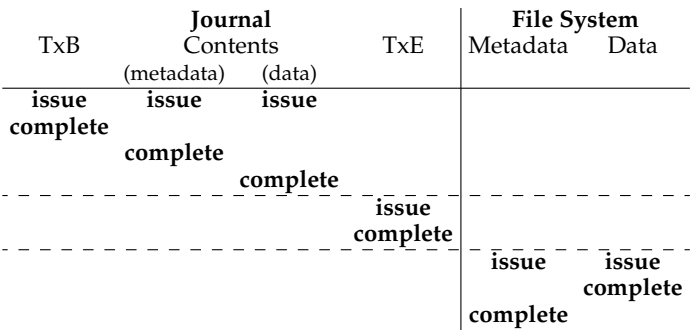 Journal File System
TxB Contents TxE Metadata Data
(metadata) (data)
issue issue issue
complete
complete
complete
issue
complete
issue issue
complete
complete